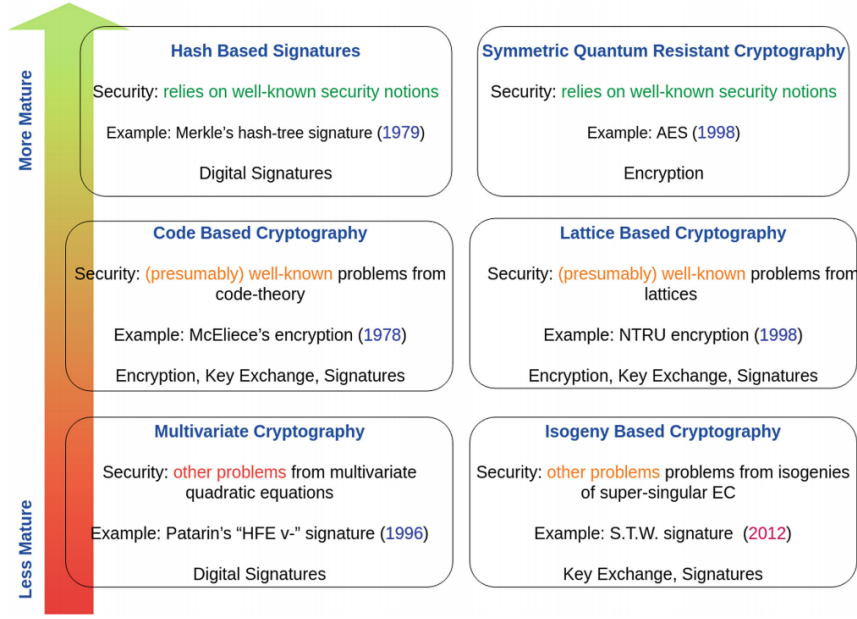 More Mature
Less Mature
Hash Based Signatures
Security: relies on well-known security notions
Example: Merkle's hash-tree signature (1979)
Digital Signatures
Symmetric Quantum Resistant Cryptography
Security: relies on well-known security notions
Example: AES (1998)
Encryption
Code Based Cryptography
Security: (presumably) well-known problems from
code-theory
Example: McEliece's encryption (1978)
Encryption, Key Exchange, Signatures
Lattice Based Cryptography
Security: (presumably) well-known problems from
lattices
Example: NTRU encryption (1998)
Encryption, Key Exchange, Signatures
Multivariate Cryptography
Security: other problems from multivariate
quadratic equations
Example: Patarin's “HFE v-” signature (1996)
Digital Signatures
Isogeny Based Cryptography
Security: other problems problems from isogenies
of super-singular EC
Example: S.T.W. signature (2012)
Key Exchange, Signatures